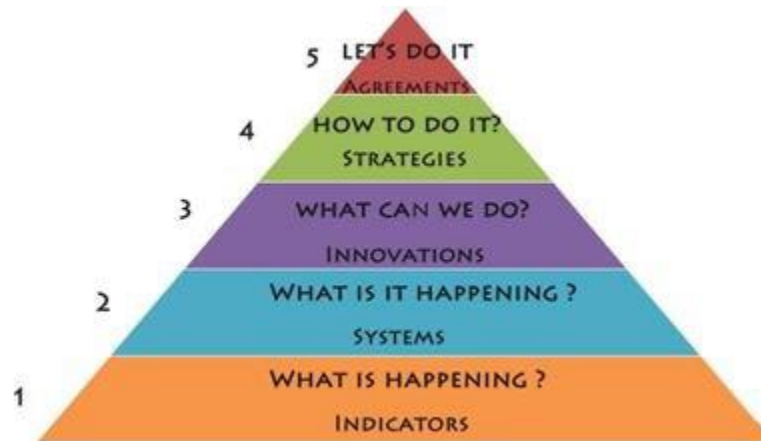 5 LET'S DO IT
AGREEMENTS
4 HOW TO DO IT?
STRATEGIES
3 WHAT CAN WE DO?
INNOVATIONS
2 WHAT IS IT HAPPENING ?
SYSTEMS
1 WHAT IS HAPPENING ?
INDICATORS